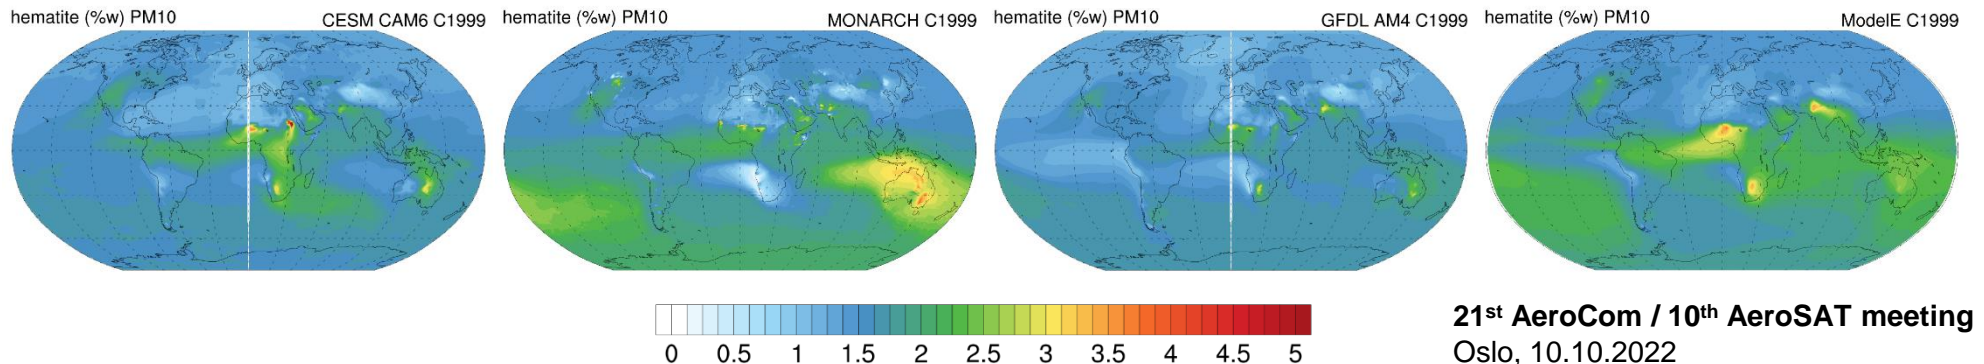 hematite (%w) PM10 CESM CAM6 C1999
hematite (%w) PM10 MONARCH C1999
hematite (%w) PM10 GFDL AM4 C1999
hematite (%w) PM10 ModelE C1999
0 0.5 1 1.5 2 2.5 3 3.5 4 4.5 5
21st AeroCom / 10th AeroSAT meeting
Oslo, 10.10.2022